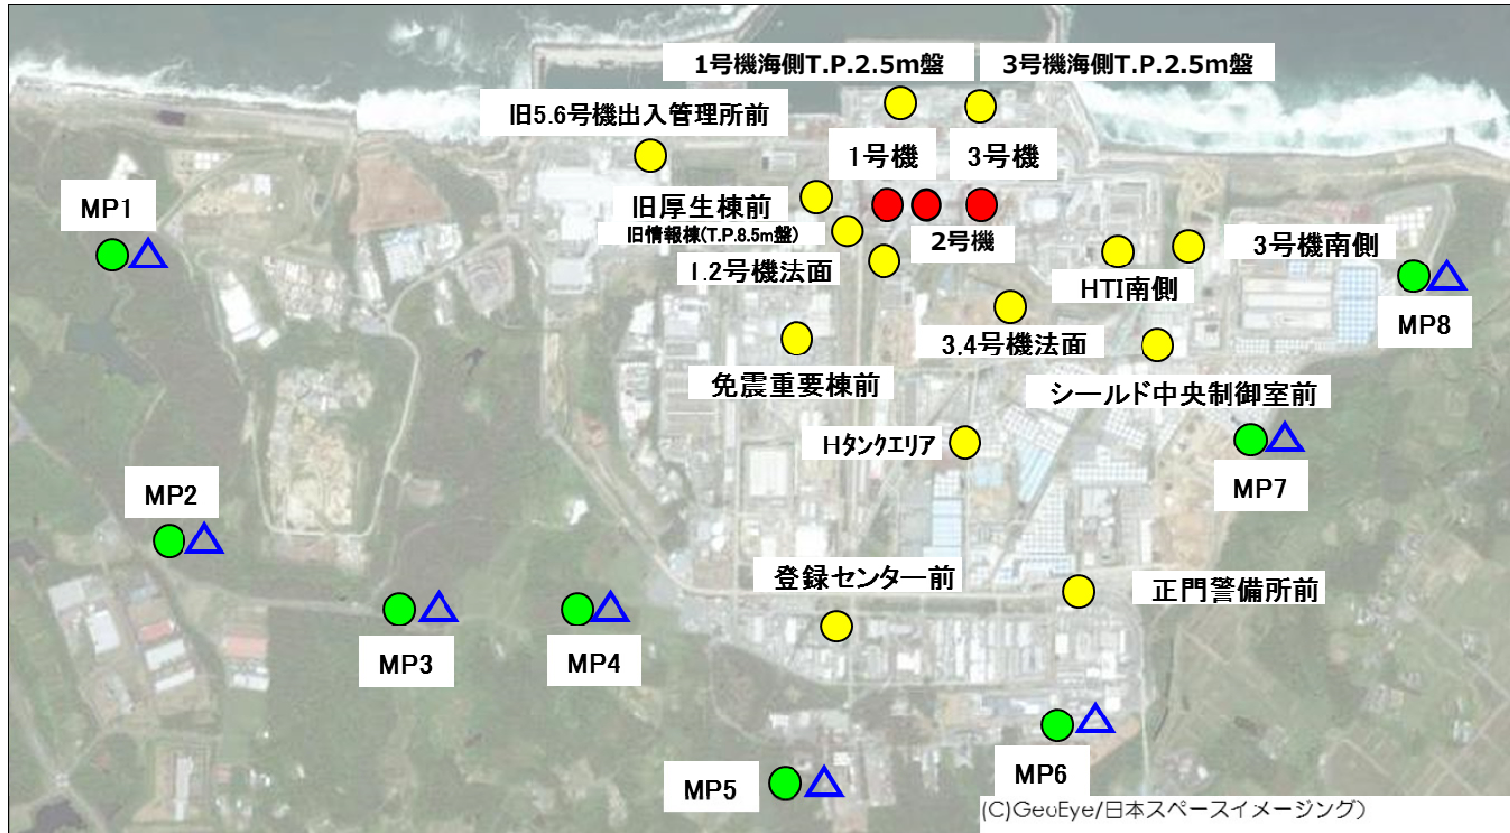 1号機海側T.P.2.5m盤
3号機海側T.P.2.5m盤
旧5.6号機出入管理所前
1号機
3号機
MP1
旧厚生棟前
旧情報棟(T.P.8.5m盤)
2号機
3号機南側
1.2号機法面
HTI南側
MP8
3.4号機法面
免震重要棟前
シールド中央制御室前
Hタンクエリア
MP7
MP2
登録センター前
正門警備所前
MP3
MP4
MP6
MP5
(C)GeoEye/日本スペースイメージング）